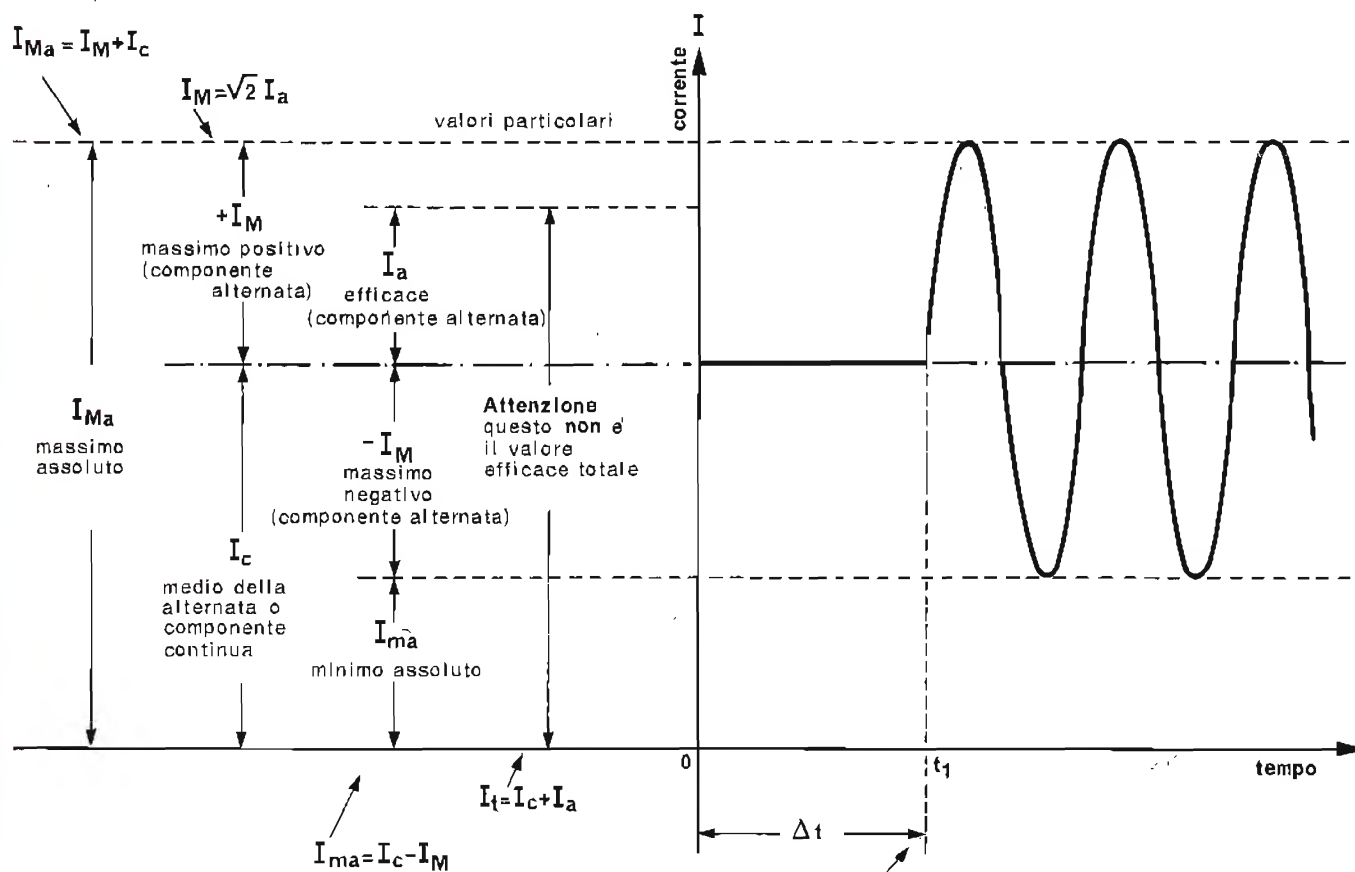 I_Ma = I_M+I_c
I_M=√2 I_a
valori particolari
I
corrente
+I_M
massimo positivo
(componente
alternata)
I_a
efficace
(componente alternata)
I_Ma
massimo
assoluto
-I_M
massimo
negativo
(componente alternata)
Attenzione
questo non e'
il valore
efficace totale
I_c
medio della
alternata o
componente
continua
I_ma
minimo assoluto
0
t_1
tempo
I_t=I_c+I_a
Δt
I_ma=I_c-I_M